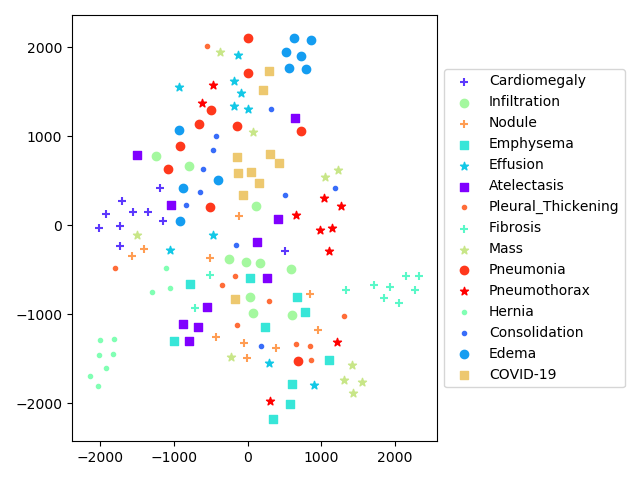 2000
1000
0
−1000
−2000
−2000
−1000
0
1000
2000
Cardiomegaly
Infiltration
Nodule
Emphysema
Effusion
Atelectasis
Pleural_Thickening
Fibrosis
Mass
Pneumonia
Pneumothorax
Hernia
Consolidation
Edema
COVID-19